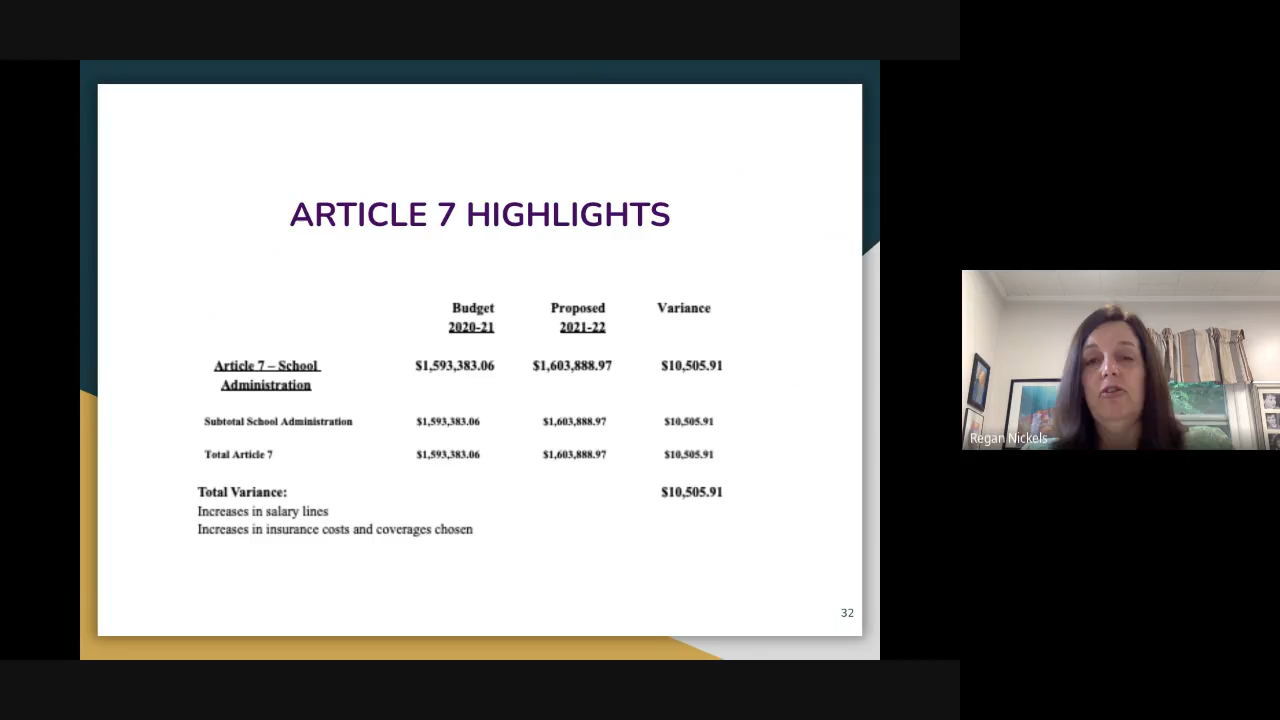 ARTICLE 7 HIGHLIGHTS
Budget Proposed Variance
2020-21 2021-22
Article 7 – School $1,593,383.06 $1,603,888.97 $10,505.91
Administration
Subtotal School Administration $1,593,383.06 $1,603,888.97 $10,505.91
Total Article 7 $1,593,383.06 $1,603,888.97 $10,505.91
Total Variance: $10,505.91
Increases in salary lines
Increases in insurance costs and coverages chosen
32
Regan Nickels